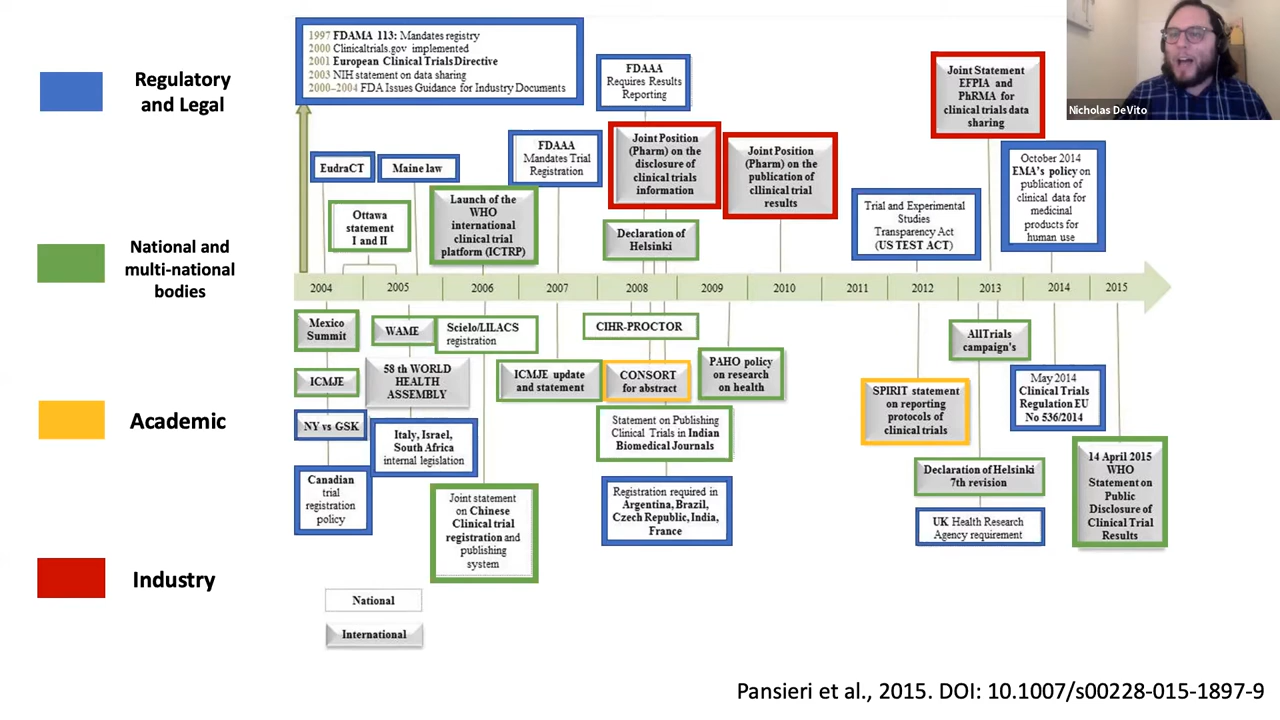 Regulatory
and Legal
National and
multi-national
bodies
Academic
Industry
1997 FDAMA 113: Mandates registry
2000 Clinicaltrials.gov implemented
2001 European Clinical Trials Directive
2003 NIH statement on data sharing
2000–2004 FDA Issues Guidance for Industry Documents
FDAAA
Requires Results
Reporting
Joint Statement
EFPIA and
PhRMA for
clinical trials data
sharing
Nicholas DeVito
EudraCT
Maine law
FDAAA
Mandates Trial
Registration
Joint Position
(Pharm) on the
disclosure of
clinical trials
information
Joint Position
(Pharm) on the
publication of
cllinical trial
results
October 2014
EMA's policy on
publication of
clinical data for
medicinal
products for
human use
Ottawa
statement
I and II
Launch of the
WHO
international
clinical trial
platform (ICTRP)
Declaration of
Helsinki
Trial and Experimental
Studies
Transparency Act
(US TEST ACT)
2004
2005
2006
2007
2008
2009
2010
2011
2012
2013
2014
2015
Mexico
Summit
WAME
Scielo/LILACS
registration
CIHR-PROCTOR
AllTrials
campaign's
ICMJE
58 th WORLD
HEALTH
ASSEMBLY
ICMJE update
and statement
CONSORT
for abstract
PAHO policy
on research
on health
SPIRIT statement
on reporting
protocols of
clinical trials
May 2014
Clinical Trials
Regulation EU
No 536/2014
NY vs GSK
Italy, Israel,
South Africa
internal legislation
Statement on Publishing
Clinical Trials in Indian
Biomedical Journals
14 April 2015
WHO
Statement on
Public
Disclosure of
Clinical Trial
Results
Canadian
trial
registration
policy
Joint statement
on Chinese
Clinical trial
registration and
publishing
system
Registration required in
Argentina, Brazil,
Czech Republic, India,
France
Declaration of Helsinki
7th revision
UK Health Research
Agency requirement
National
International
Pansieri et al., 2015. DOI: 10.1007/s00228-015-1897-9